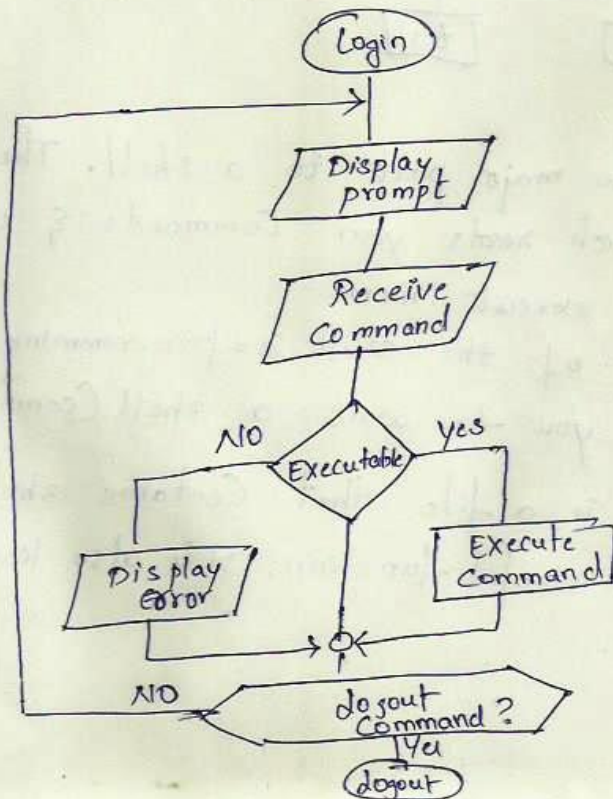 Login
Display
prompt
Receive
Command
NO
Executable
Yes
Display
Error
Execute
Command
NO
Logout
Command?
Yes
Logout